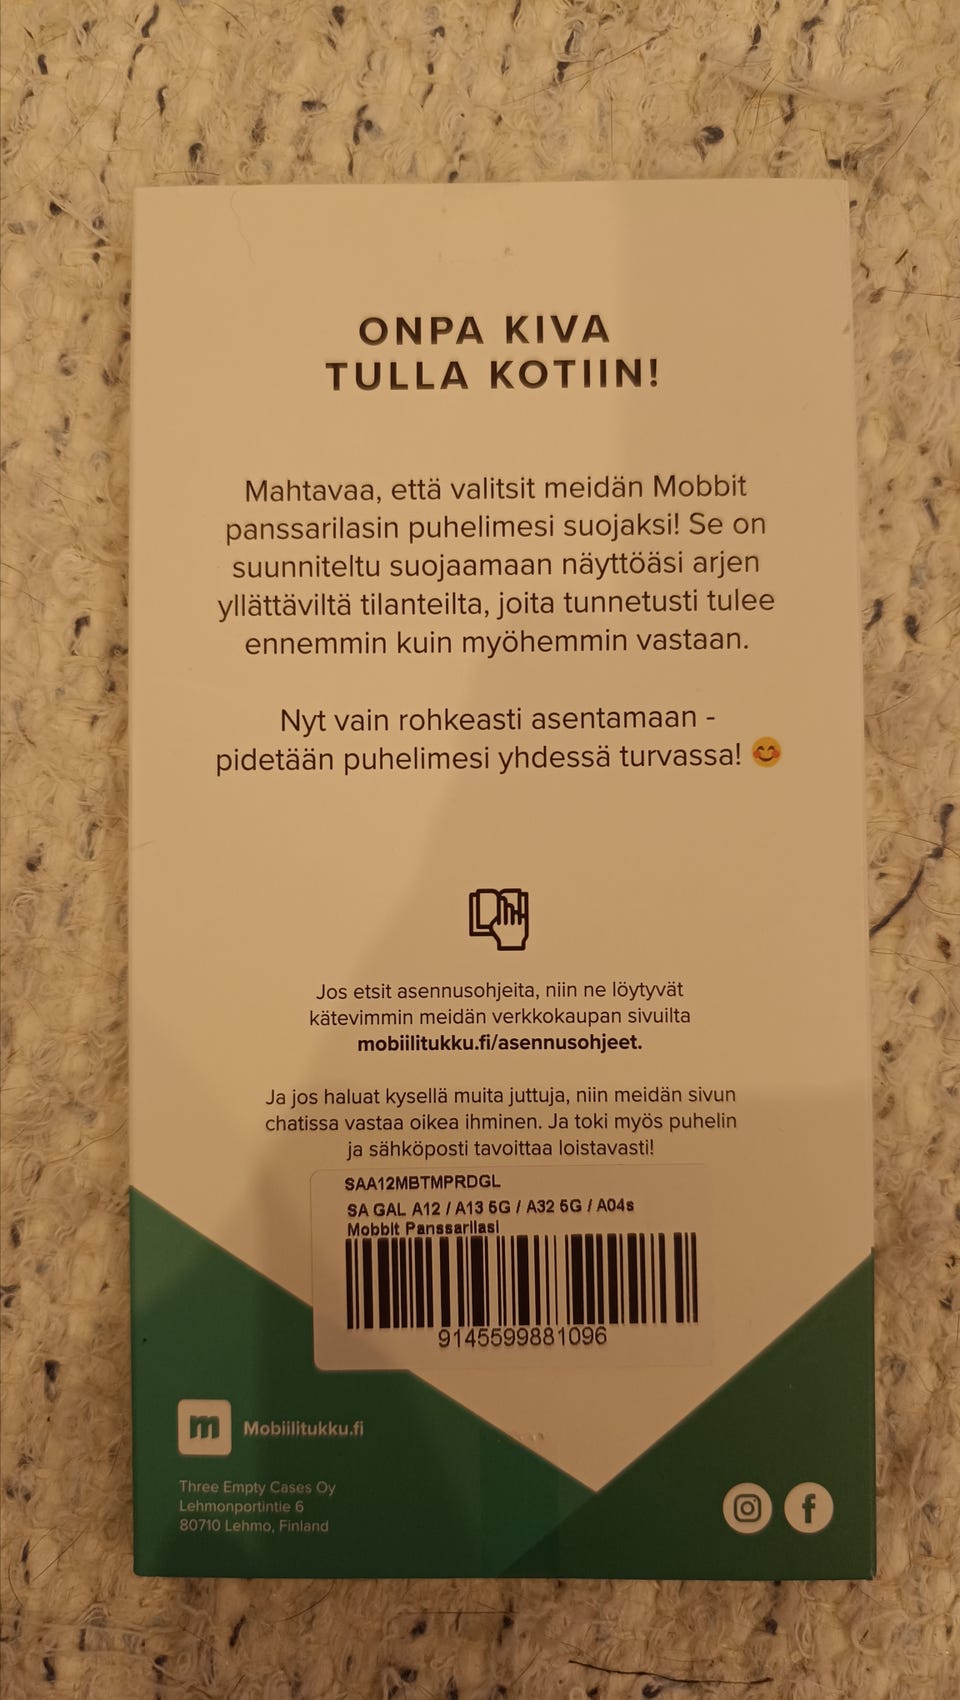 ONPA KIVA
TULLA KOTIIN!
Mahtavaa, että valitsit meidän Mobbit
panssarilasin puhelimesi suojaksi! Se on
suunniteltu suojaamaan näyttöäsi arjen
yllättäviltä tilanteilta, joita tunnetusti tulee
ennemmin kuin myöhemmin vastaan.
Nyt vain rohkeasti asentamaan -
pidetään puhelimesi yhdessä turvassa! 😊
Jos etsit asennusohjeita, niin ne löytyvät
kätevimmin meidän verkkokaupan sivuilta
mobiilitukku.fi/asennusohjeet.
Ja jos haluat kysellä muita juttuja, niin meidän sivun
chatissa vastaa oikea ihminen. Ja toki myös puhelin
ja sähköposti tavoittaa loistavasti!
SAA12MBTMPRDGL
SA GAL A12 / A13 5G / A32 5G / A04s
Mobbit Panssarilasi
9145599881096
m Mobiilitukku.fi
Three Empty Cases Oy
Lehmonportintie 6
80710 Lehmo, Finland